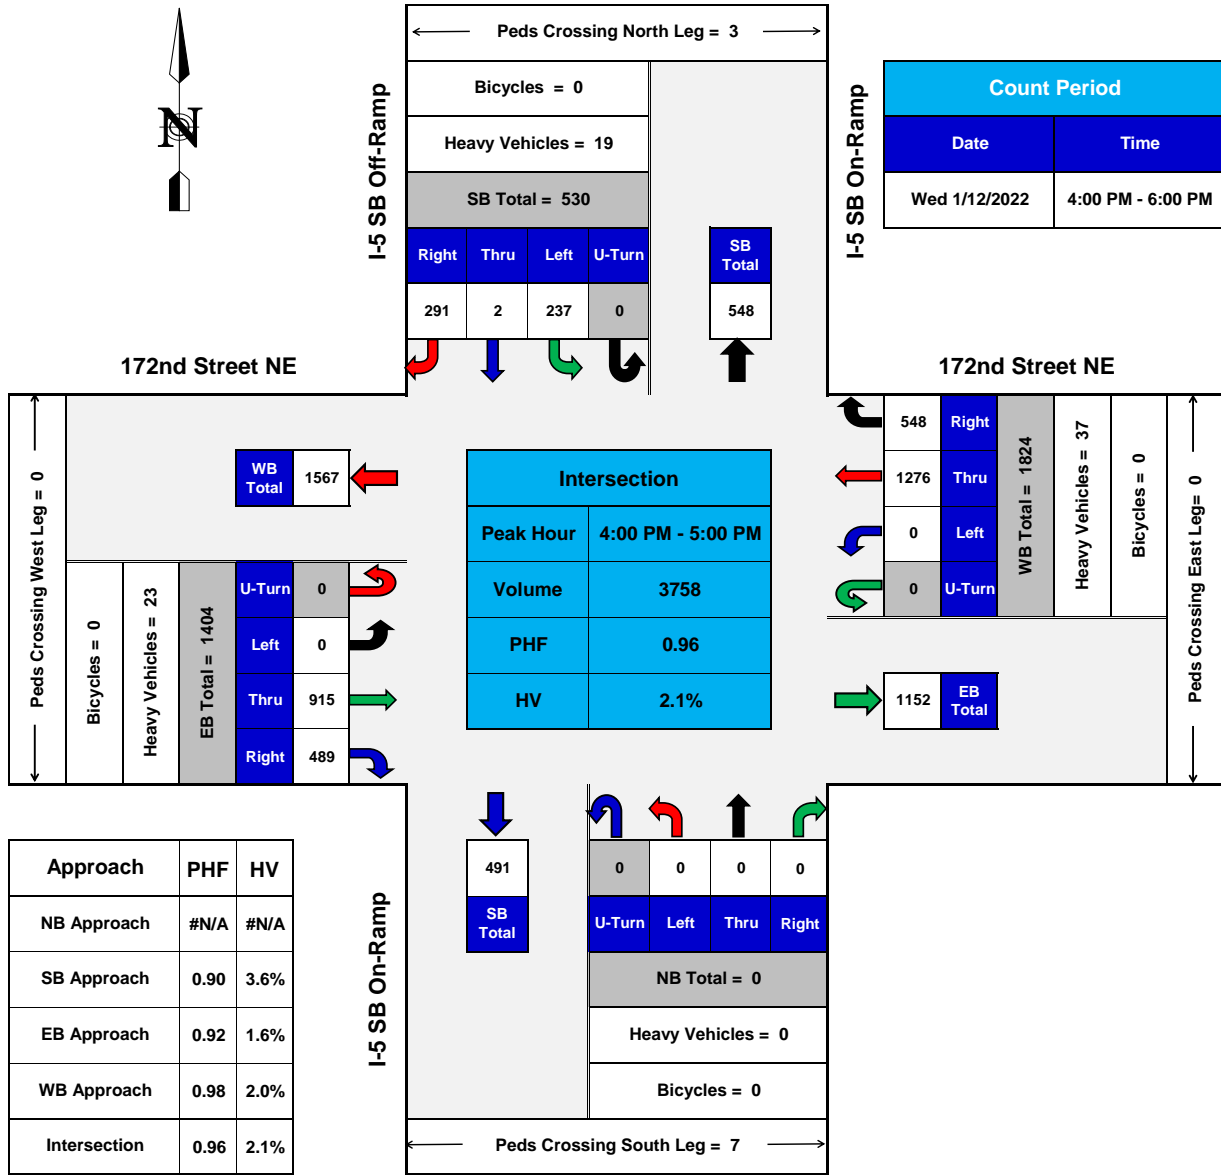 Peds Crossing North Leg = 3
N
I-5 SB Off-Ramp
Bicycles = 0
Heavy Vehicles = 19
SB Total = 530
Right Thru Left U-Turn
291 2 237 0
SB
Total
548
I-5 SB On-Ramp
Count Period
Date Time
Wed 1/12/2022 4:00 PM - 6:00 PM
172nd Street NE
172nd Street NE
Peds Crossing West Leg = 0
WB
Total
1567
Bicycles = 0
Heavy Vehicles = 23
EB Total = 1404
U-Turn 0
Left 0
Thru 915
Right 489
Intersection
Peak Hour 4:00 PM - 5:00 PM
Volume 3758
PHF 0.96
HV 2.1%
548 Right
1276 Thru
0 Left
0 U-Turn
WB Total = 1824
Heavy Vehicles = 37
Bicycles = 0
Peds Crossing East Leg= 0
1152
EB
Total
Approach PHF HV
NB Approach #N/A #N/A
SB Approach 0.90 3.6%
EB Approach 0.92 1.6%
WB Approach 0.98 2.0%
Intersection 0.96 2.1%
I-5 SB On-Ramp
491
SB
Total
0 0 0 0
U-Turn Left Thru Right
NB Total = 0
Heavy Vehicles = 0
Bicycles = 0
Peds Crossing South Leg = 7